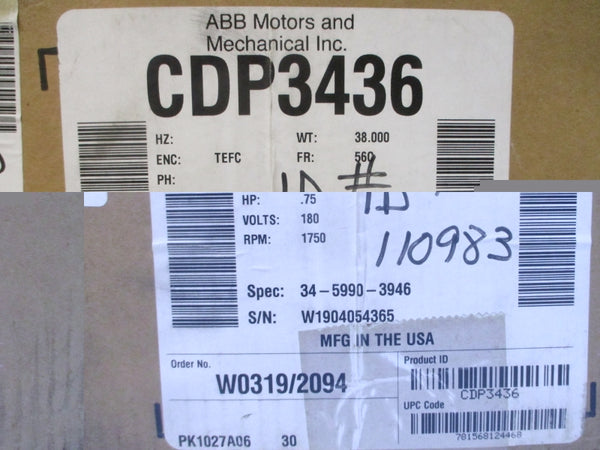 ABB Motors and
Mechanical Inc.
CDP3436
HZ: WT: 38.000
ENC: TEFC FR: 56C
PH:
ID #
HP: .75
VOLTS: 180
RPM: 1750
110983
Spec: 34-5990-3946
S/N: W1904054365
MFG IN THE USA
Order No. Product ID
W0319/2094
CDP3436
UPC Code
781568124468
PK1027A06 30